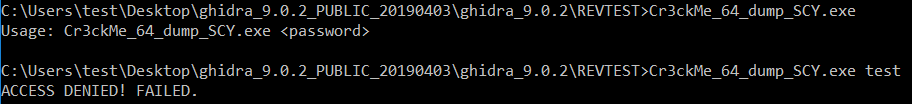 C:\Users\test\Desktop\ghidra_9.0.2_PUBLIC_20190403\ghidra_9.0.2\REVTEST>Cr3ckMe_64_dump_SCY.exe
Usage: Cr3ckMe_64_dump_SCY.exe <password>
C:\Users\test\Desktop\ghidra_9.0.2_PUBLIC_20190403\ghidra_9.0.2\REVTEST>Cr3ckMe_64_dump_SCY.exe test
ACCESS DENIED! FAILED.